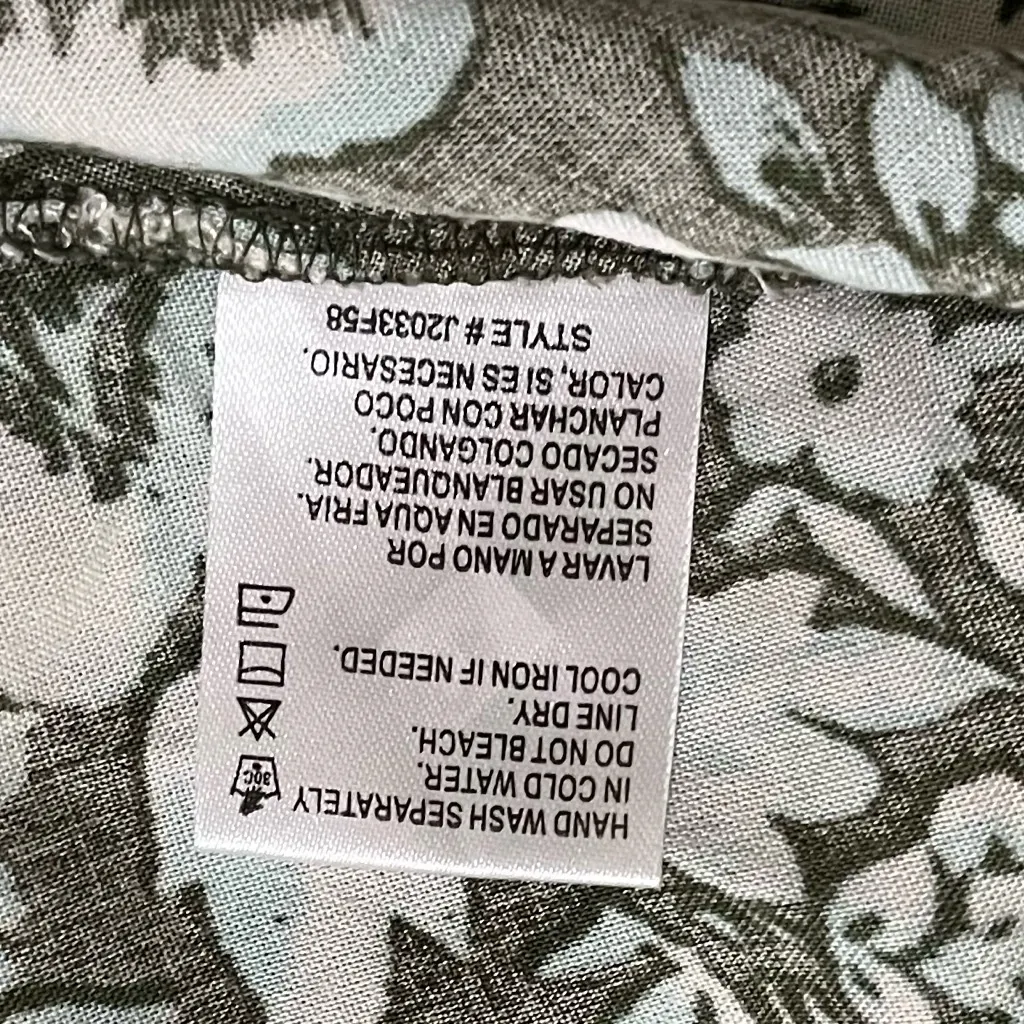 HAND WASH SEPARATELY
IN COLD WATER.
DO NOT BLEACH.
LINE DRY.
COOL IRON IF NEEDED.
30C
LAVAR A MANO POR
SEPARADO EN AQUA FRIA.
NO USAR BLANQUEADOR.
SECADO COLGANDO.
PLANCHAR CON POCO
CALOR, SI ES NECESARIO.
STYLE # J2033F58